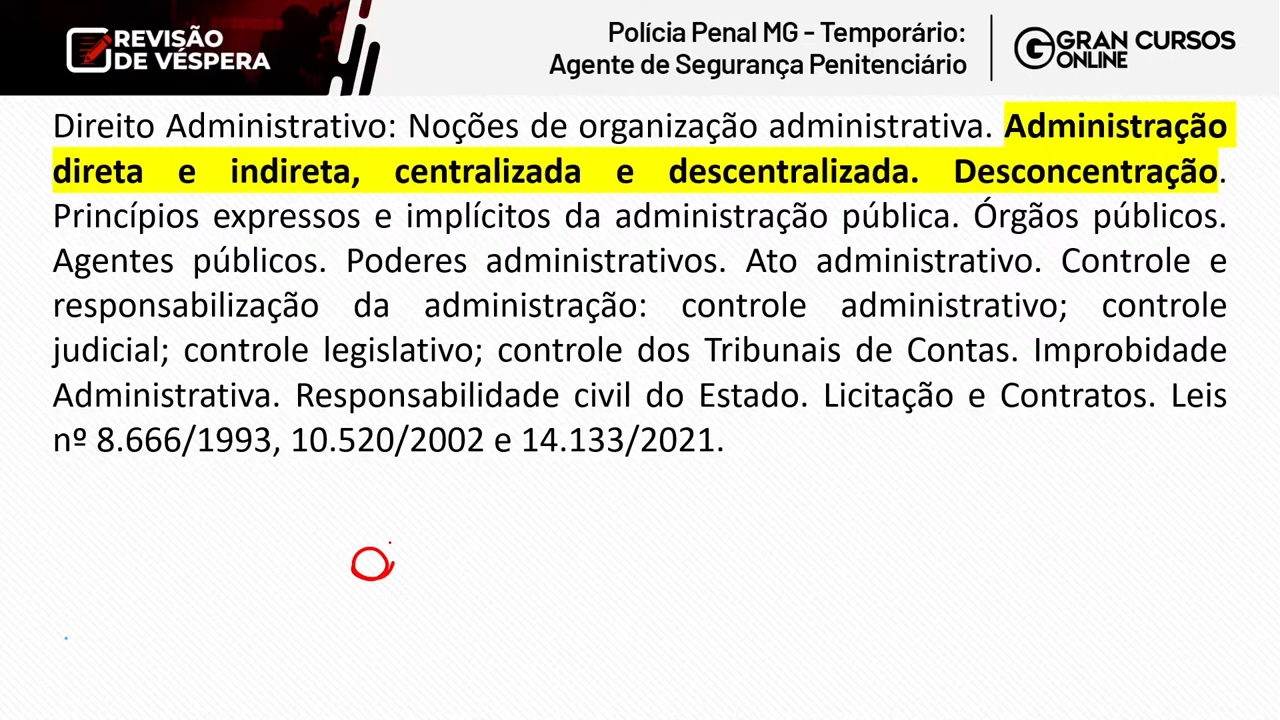 REVISÃO
DE VÉSPERA
Polícia Penal MG - Temporário:
Agente de Segurança Penitenciário
GRAN CURSOS
ONLINE
Direito Administrativo: Noções de organização administrativa. Administração
direta e indireta, centralizada e descentralizada. Desconcentração.
Princípios expressos e implícitos da administração pública. Órgãos públicos.
Agentes públicos. Poderes administrativos. Ato administrativo. Controle e
responsabilização da administração: controle administrativo; controle
judicial; controle legislativo; controle dos Tribunais de Contas. Improbidade
Administrativa. Responsabilidade civil do Estado. Licitação e Contratos. Leis
nº 8.666/1993, 10.520/2002 e 14.133/2021.